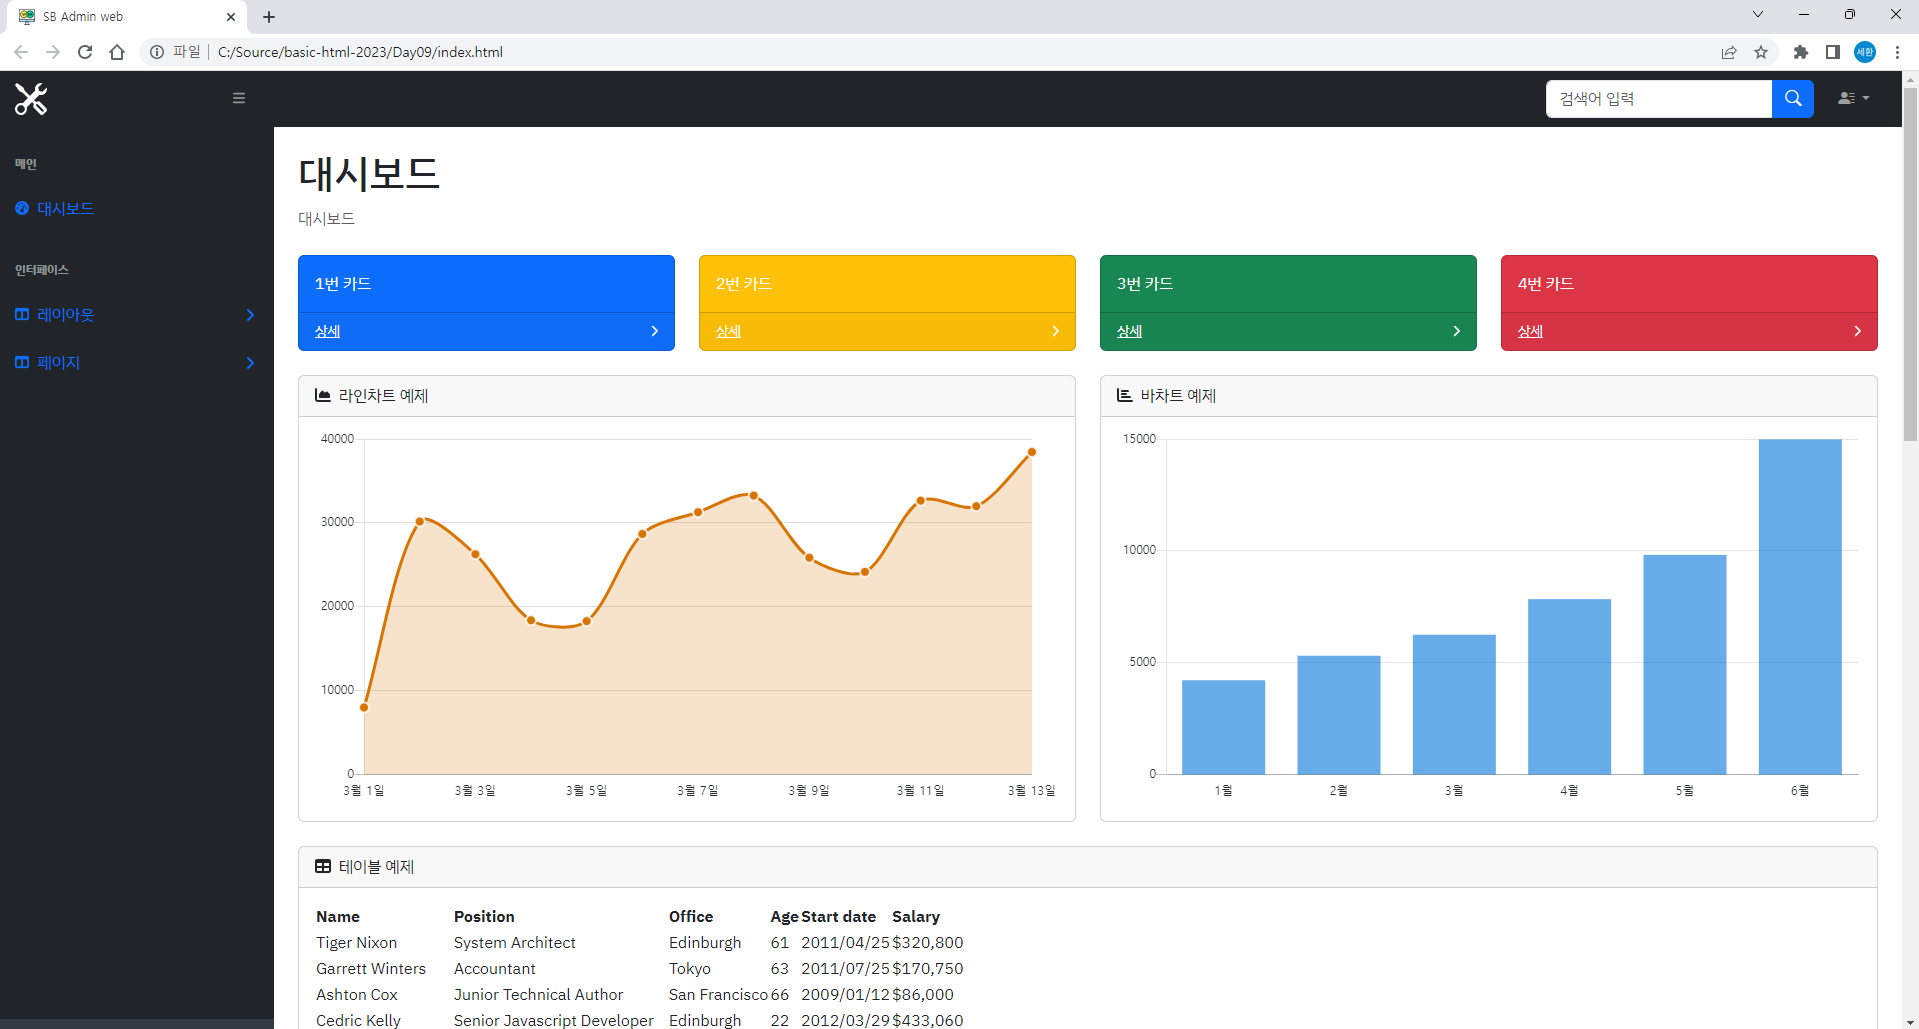 SB Admin web
파일 C:/Source/basic-html-2023/Day09/index.html
세환
검색어 입력
메인
대시보드
인터페이스
레이아웃
페이지
대시보드
대시보드
1번 카드
상세
2번 카드
상세
3번 카드
상세
4번 카드
상세
라인차트 예제
40000
30000
20000
10000
0
3월 1일 3월 3일 3월 5일 3월 7일 3월 9일 3월 11일 3월 13일
바차트 예제
15000
10000
5000
0
1월 2월 3월 4월 5월 6월
테이블 예제
Name Position Office Age Start date Salary
Tiger Nixon System Architect Edinburgh 61 2011/04/25 $320,800
Garrett Winters Accountant Tokyo 63 2011/07/25 $170,750
Ashton Cox Junior Technical Author San Francisco 66 2009/01/12 $86,000
Cedric Kelly Senior Javascript Developer Edinburgh 22 2012/03/29 $433,060